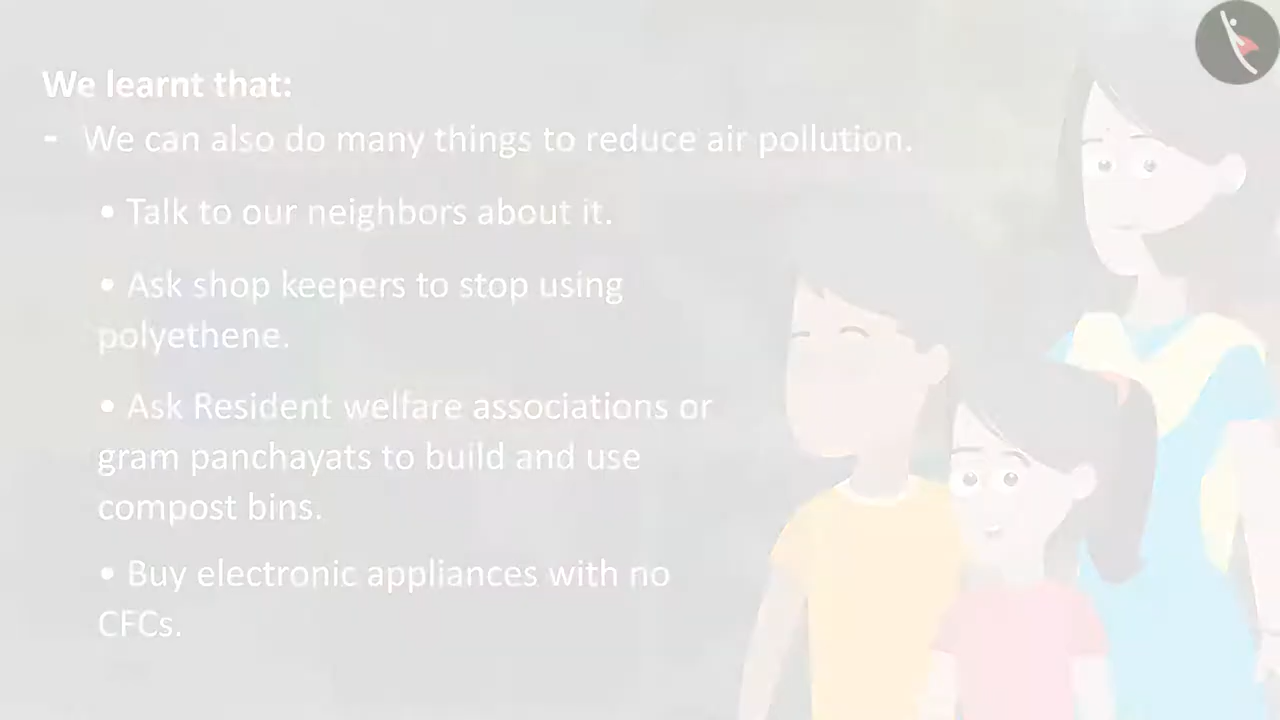 We learnt that:
- We can also do many things to reduce air pollution.
• Talk to our neighbors about it.
• Ask shop keepers to stop using
polyethene.
• Ask Resident welfare associations or
gram panchayats to build and use
compost bins.
• Buy electronic appliances with no
CFCs.